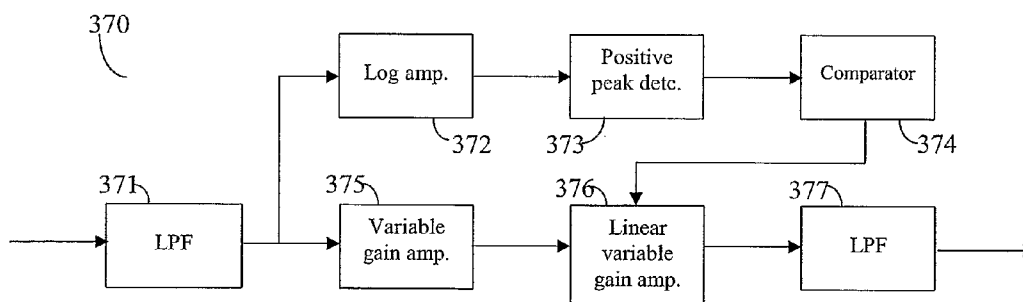 370
Log amp.
372
Positive
peak detc.
373
Comparator
374
371
LPF
375
Variable
gain amp.
376
Linear
variable
gain amp.
377
LPF